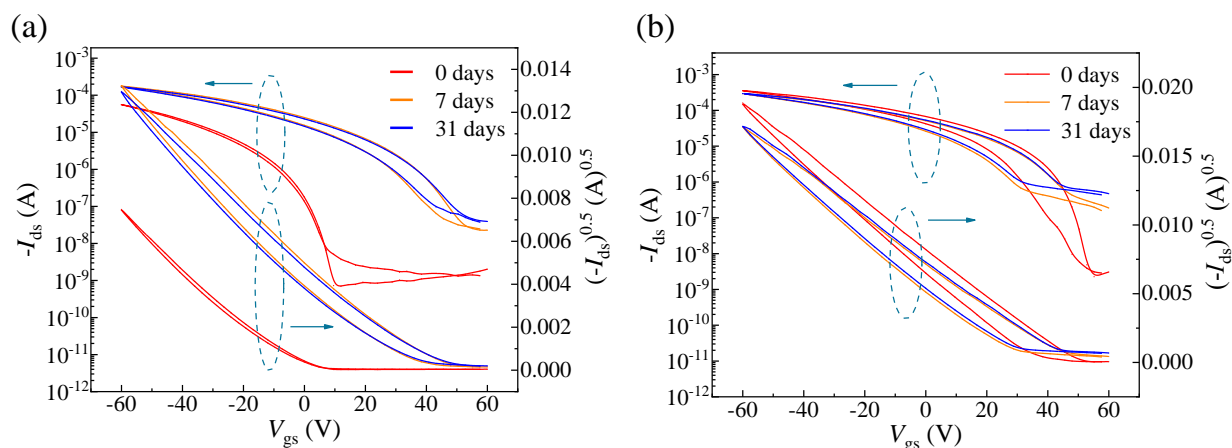 (a)
-I_ds (A)
10^-3
10^-4
10^-5
10^-6
10^-7
10^-8
10^-9
10^-10
10^-11
10^-12
0 days
7 days
31 days
0.014
0.012
0.010
0.008
0.006
0.004
0.002
0.000
(-I_ds)^0.5 (A)^0.5
-60 -40 -20 0 20 40 60
V_gs (V)
(b)
-I_ds (A)
10^-3
10^-4
10^-5
10^-6
10^-7
10^-8
10^-9
10^-10
10^-11
10^-12
0 days
7 days
31 days
0.020
0.015
0.010
0.005
0.000
(-I_ds)^0.5 (A)^0.5
-60 -40 -20 0 20 40 60
V_gs (V)